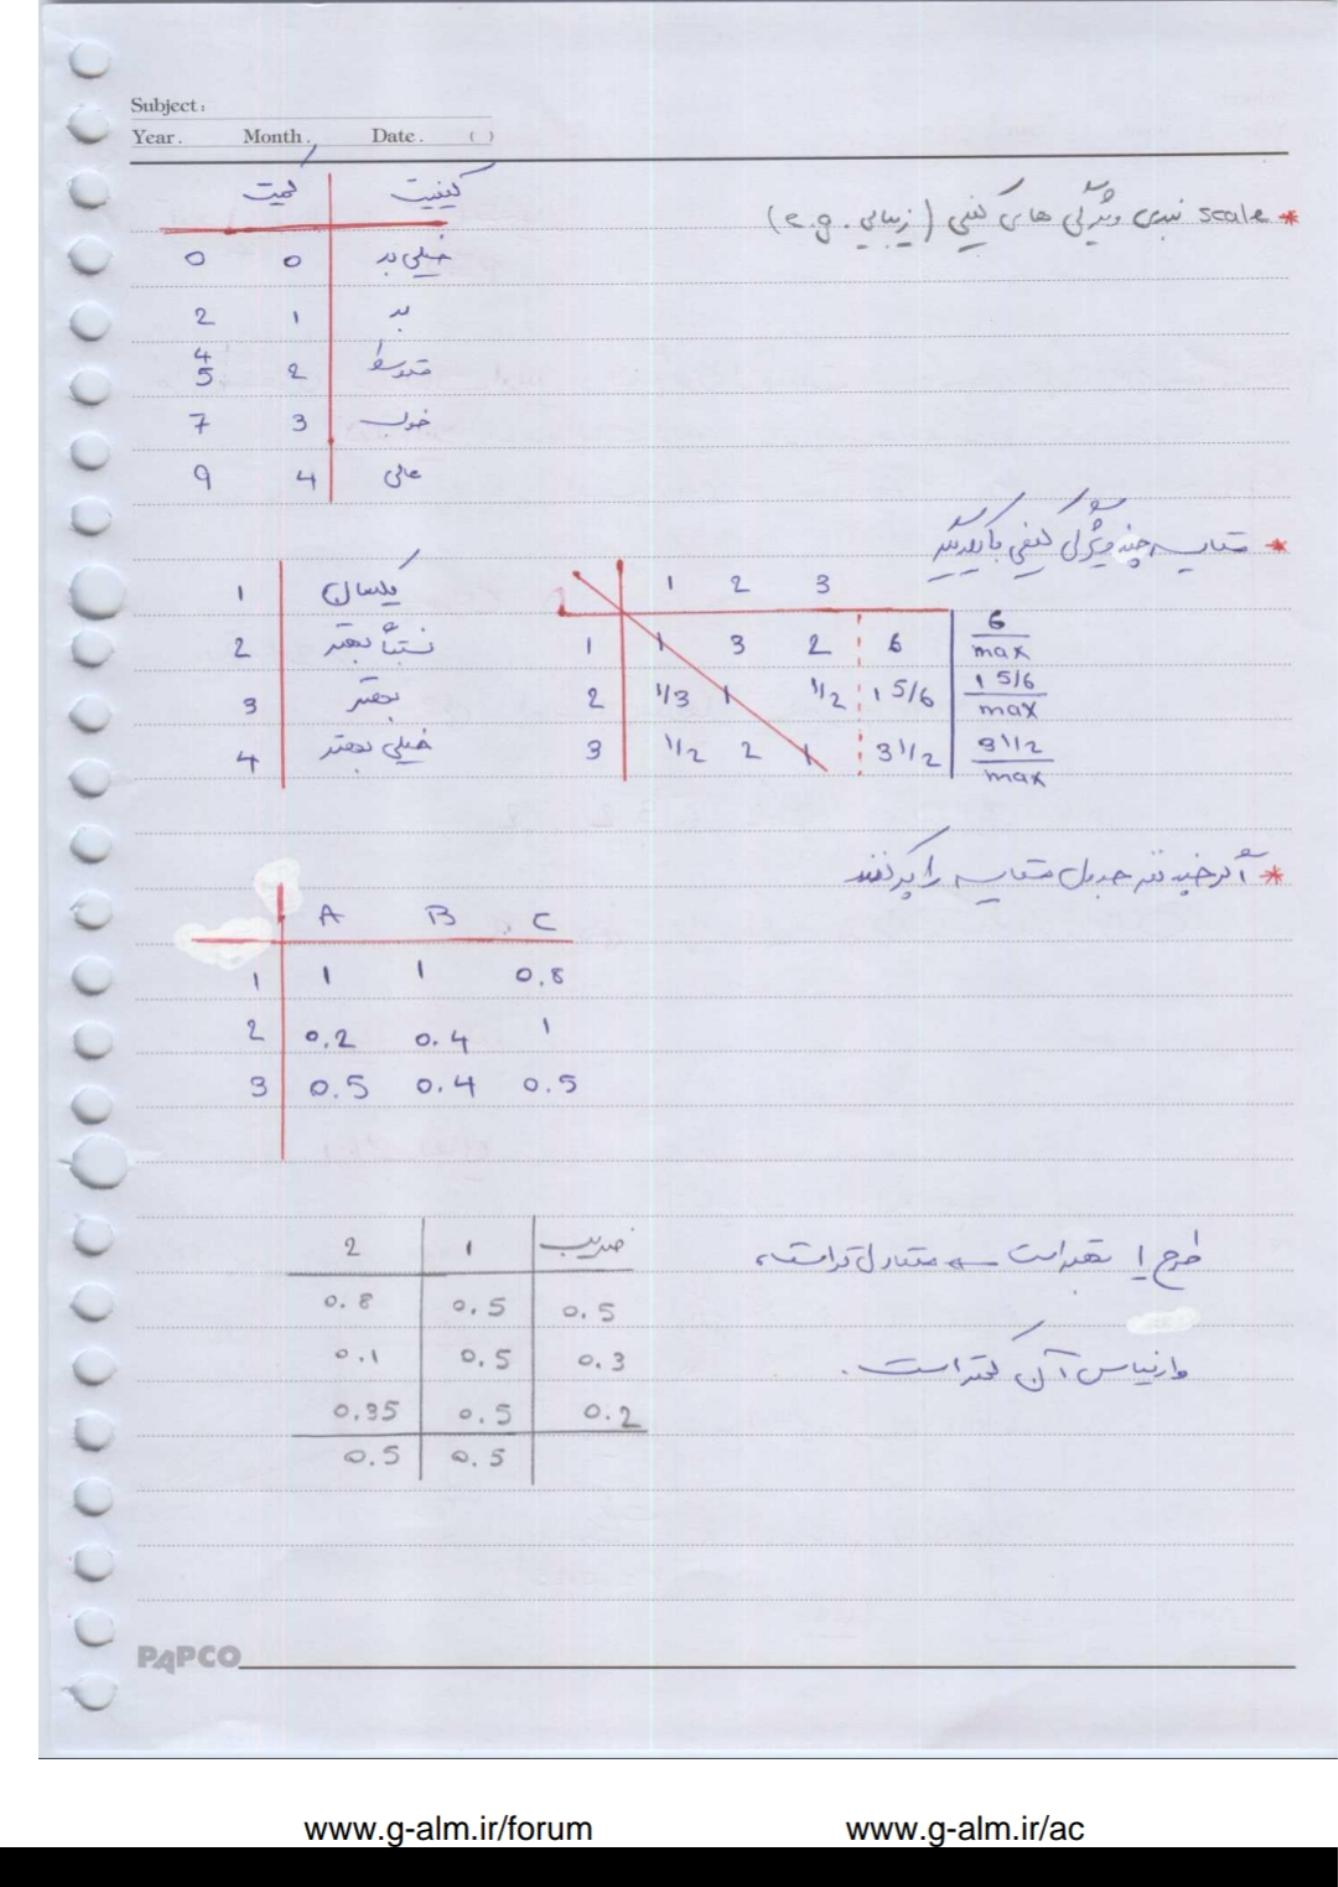 Subject:
Year. Month. Date. ( )
* scale بندی ویژگی های کیفی (زیبایی .e.g)
کیفیت کمیت
خیلی بد 0 0
بد 1 2
متوسط 2 4 5
خوب 3 7
عالی 4 9
* مقایسه چند ویژگی کیفی با یکدیگر
1 2 3
1 1 3 2 6 6/max
2 1/3 1 1/2 1 5/6 1 5/6/max
3 1/2 2 1 3 1/2 3 1/2/max
یکسان 1
نسبتاً بهتر 2
بهتر 3
خیلی بهتر 4
* اگر چند نفر جدول مقایسه را پر کنند
A B C
1 1 1 0.8
2 0.2 0.4 1
3 0.5 0.4 0.5
طرح 1 بهتر است ← متعادل تر است،
واریانس آن کمتر است.
ضریب 1 2
0.5 0.5 0.8
0.3 0.5 0.1
0.2 0.5 0.35
0.5 0.5
PAPCO
www.g-alm.ir/forum www.g-alm.ir/ac